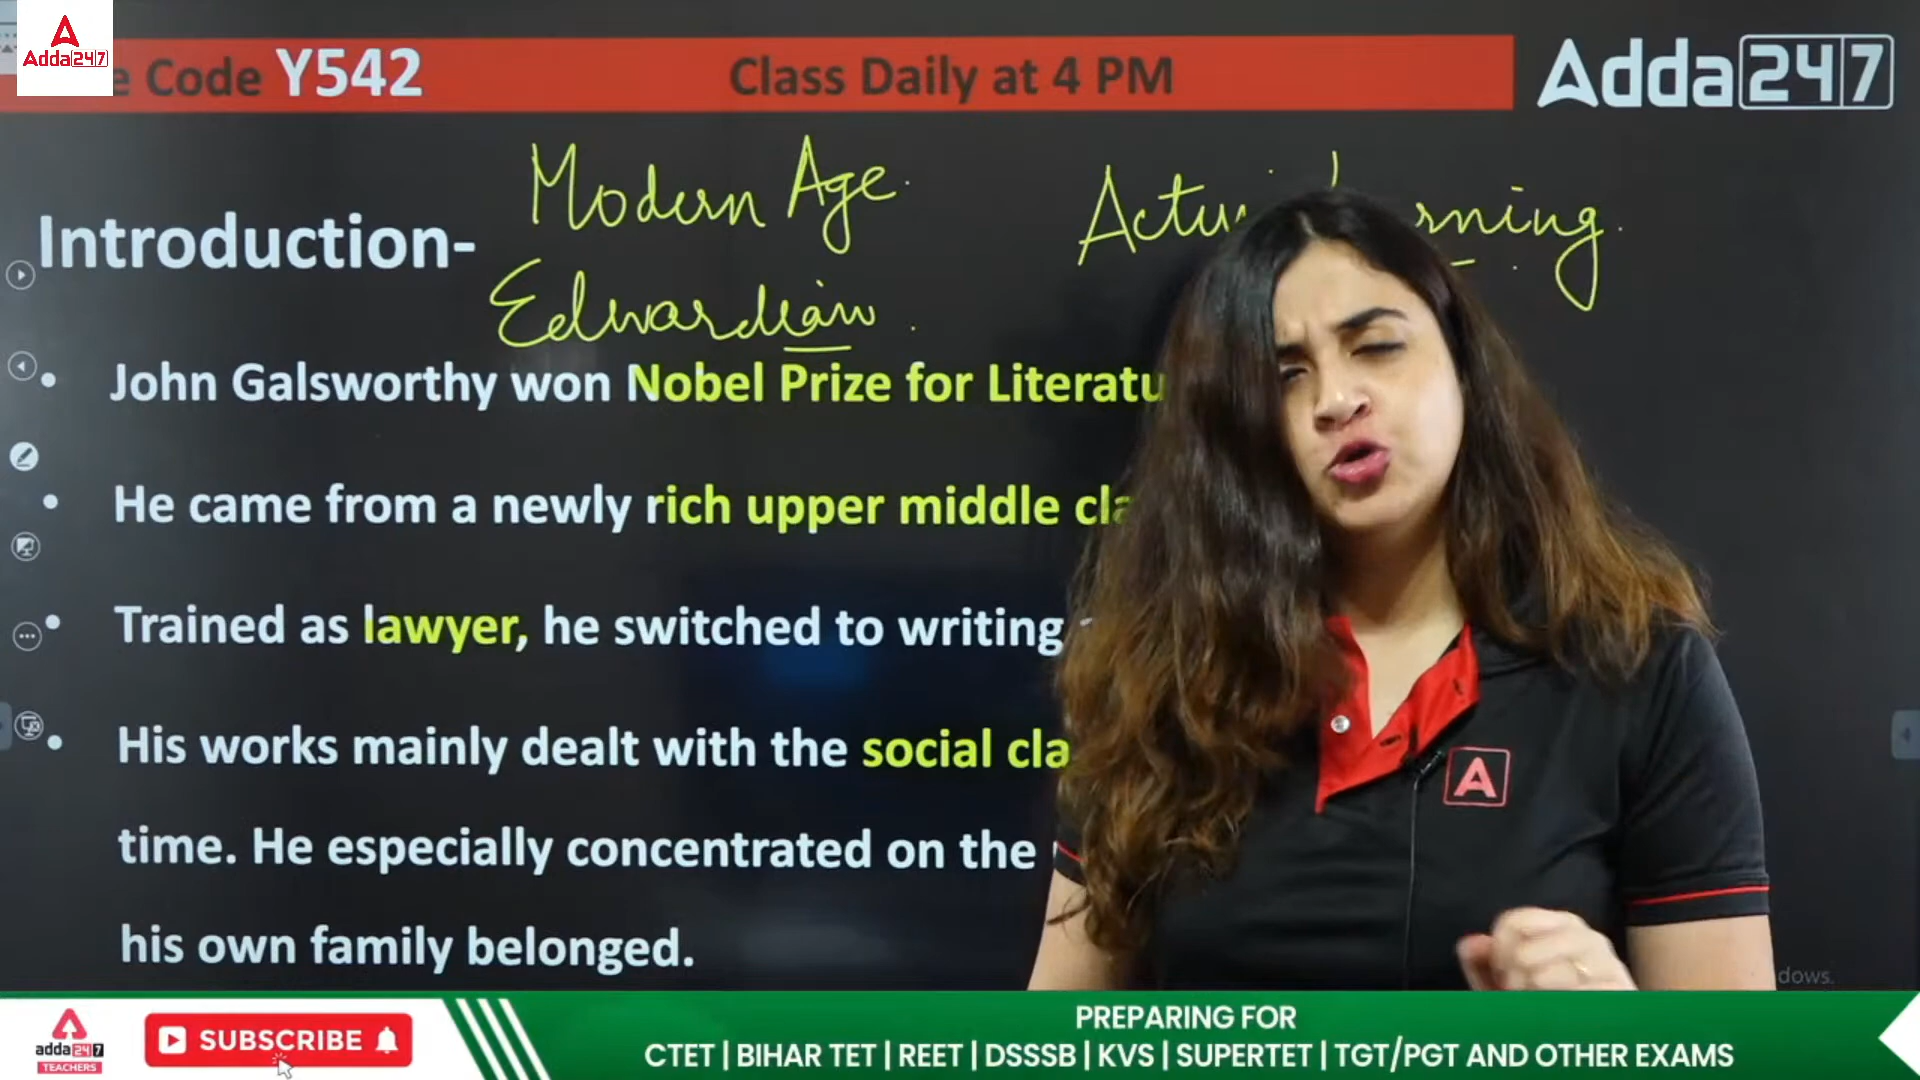 Adda247
e Code Y542
Class Daily at 4 PM
Adda247
Modern Age.
Introduction-
Edwardian.
John Galsworthy won Nobel Prize for Literatu
He came from a newly rich upper middle cla
Trained as lawyer, he switched to writing
His works mainly dealt with the social cla
time. He especially concentrated on the
his own family belonged.
A
dows.
adda247
TEACHERS
SUBSCRIBE
PREPARING FOR
CTET | BIHAR TET | REET | DSSSB | KVS | SUPERTET | TGT/PGT AND OTHER EXAMS